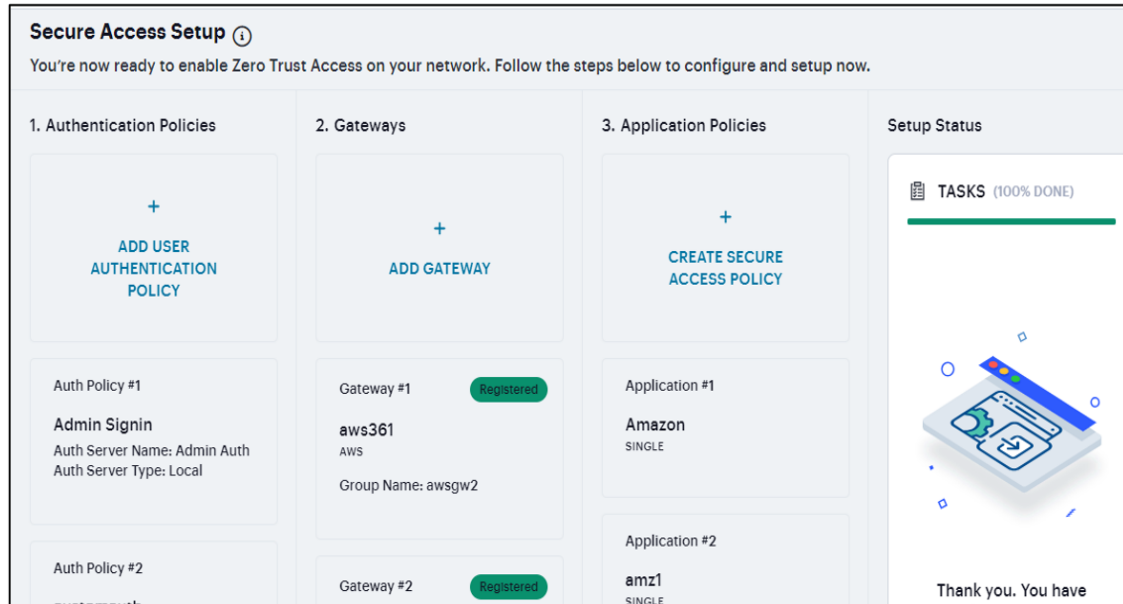 Secure Access Setup
You're now ready to enable Zero Trust Access on your network. Follow the steps below to configure and setup now.
1. Authentication Policies
+
ADD USER
AUTHENTICATION
POLICY
Auth Policy #1
Admin Signin
Auth Server Name: Admin Auth
Auth Server Type: Local
Auth Policy #2
2. Gateways
+
ADD GATEWAY
Gateway #1
Registered
aws361
AWS
Group Name: awsgw2
Gateway #2
Registered
3. Application Policies
+
CREATE SECURE
ACCESS POLICY
Application #1
Amazon
SINGLE
Application #2
amz1
SINGLE
Setup Status
TASKS (100% DONE)
Thank you. You have